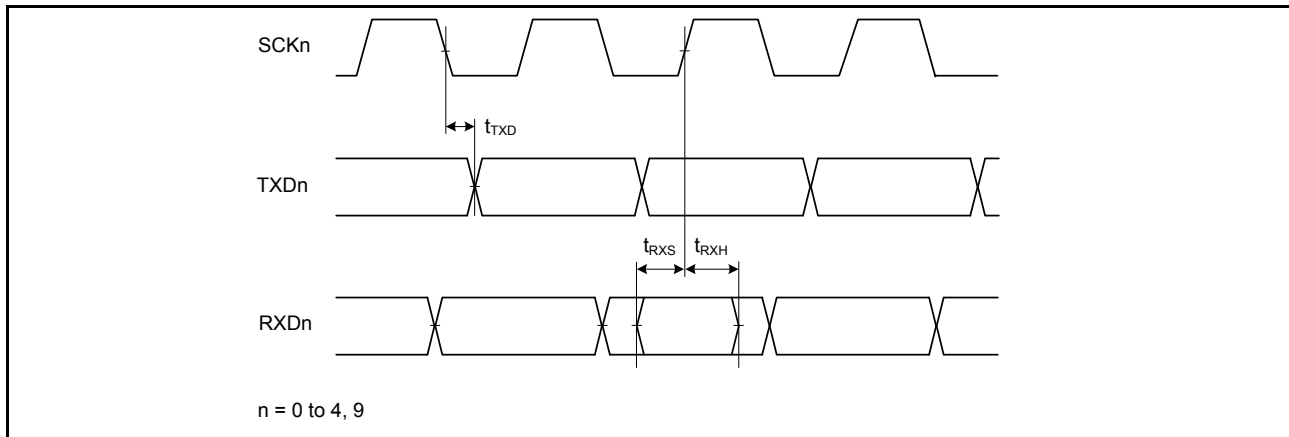 SCKn
tTXD
TXDn
tRXS tRXH
RXDn
n = 0 to 4, 9